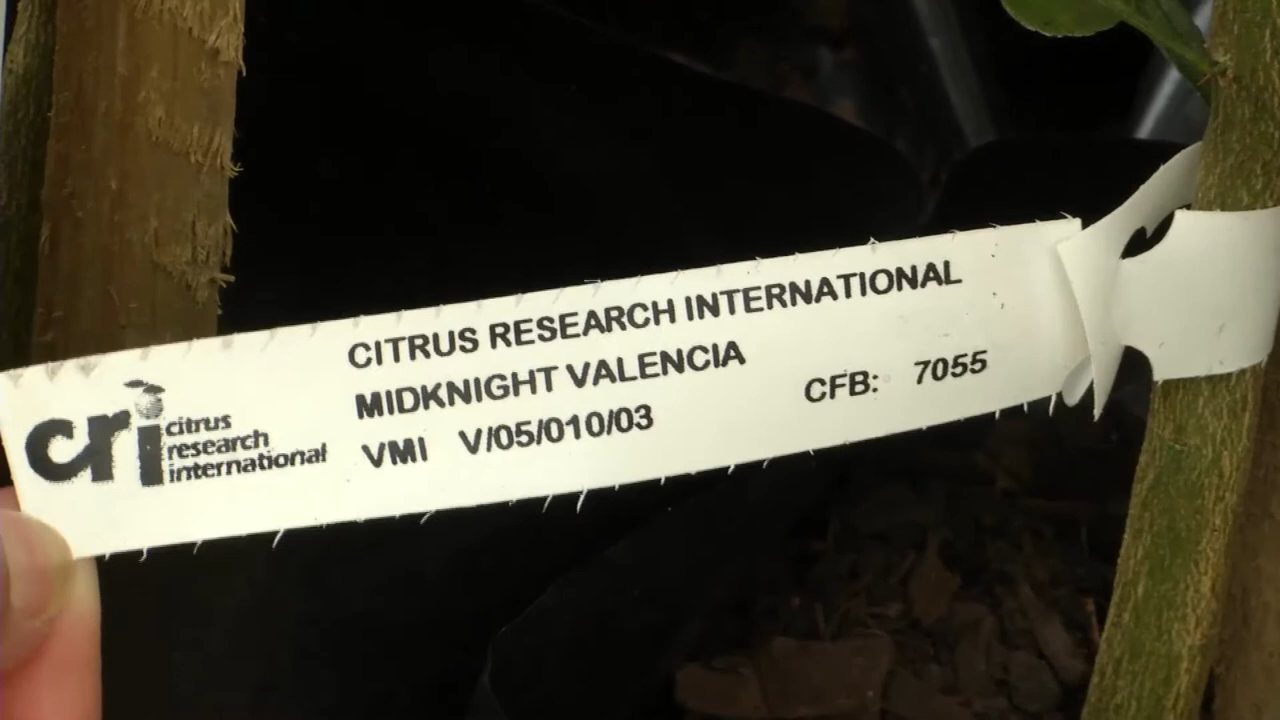 CITRUS RESEARCH INTERNATIONAL
MIDKNIGHT VALENCIA
VMI V/05/010/03 CFB: 7055
cri citrus
research
international